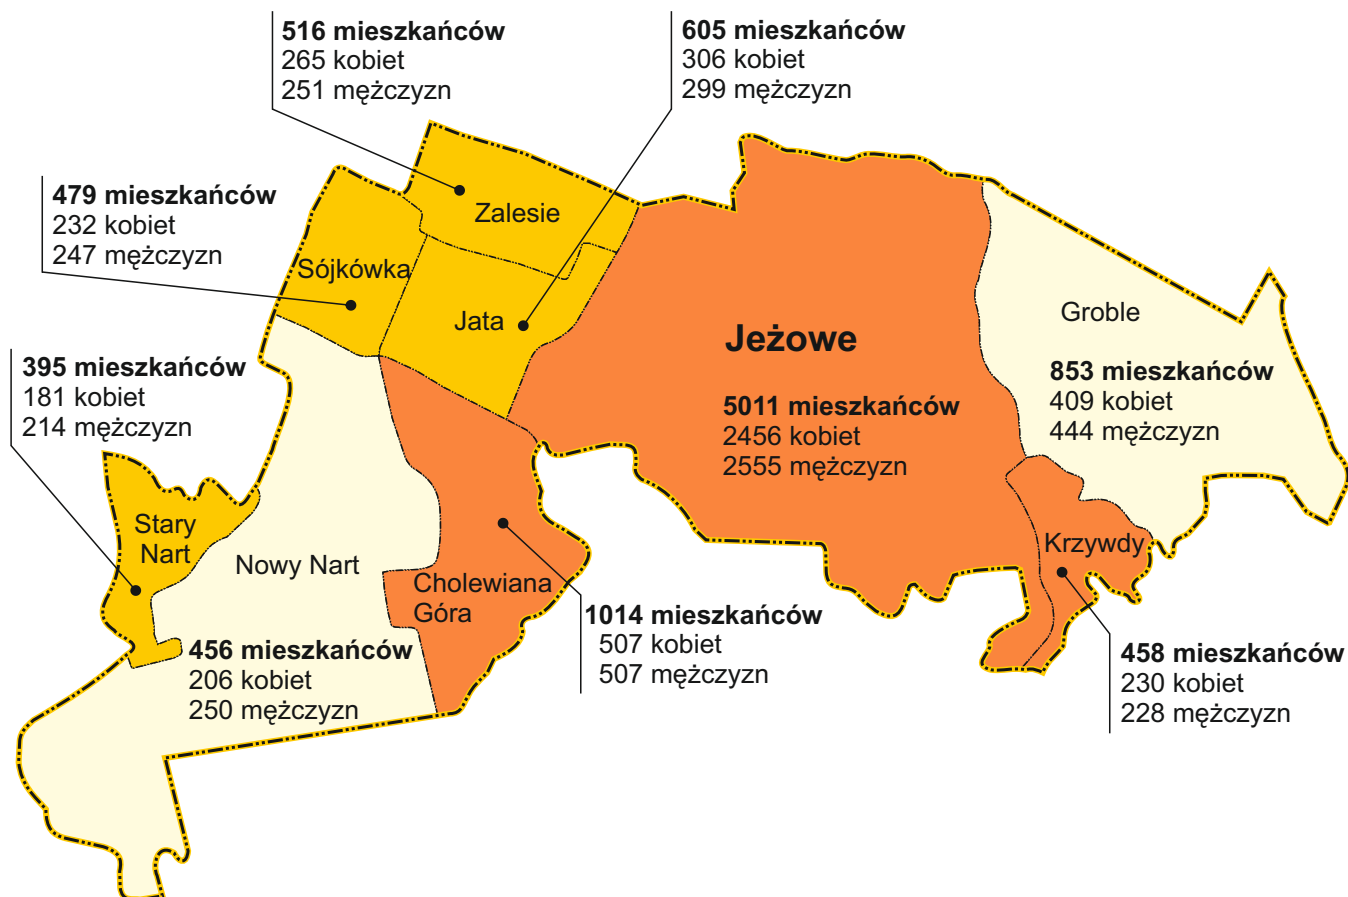 516 mieszkańców
265 kobiet
251 mężczyzn
605 mieszkańców
306 kobiet
299 mężczyzn
479 mieszkańców
232 kobiet
247 mężczyzn
Zalesie
Sójkówka
Jata
Jeżowe
5011 mieszkańców
2456 kobiet
2555 mężczyzn
Groble
853 mieszkańców
409 kobiet
444 mężczyzn
395 mieszkańców
181 kobiet
214 mężczyzn
Stary
Nart
Nowy Nart
456 mieszkańców
206 kobiet
250 mężczyzn
Cholewiana
Góra
1014 mieszkańców
507 kobiet
507 mężczyzn
Krzywdy
458 mieszkańców
230 kobiet
228 mężczyzn